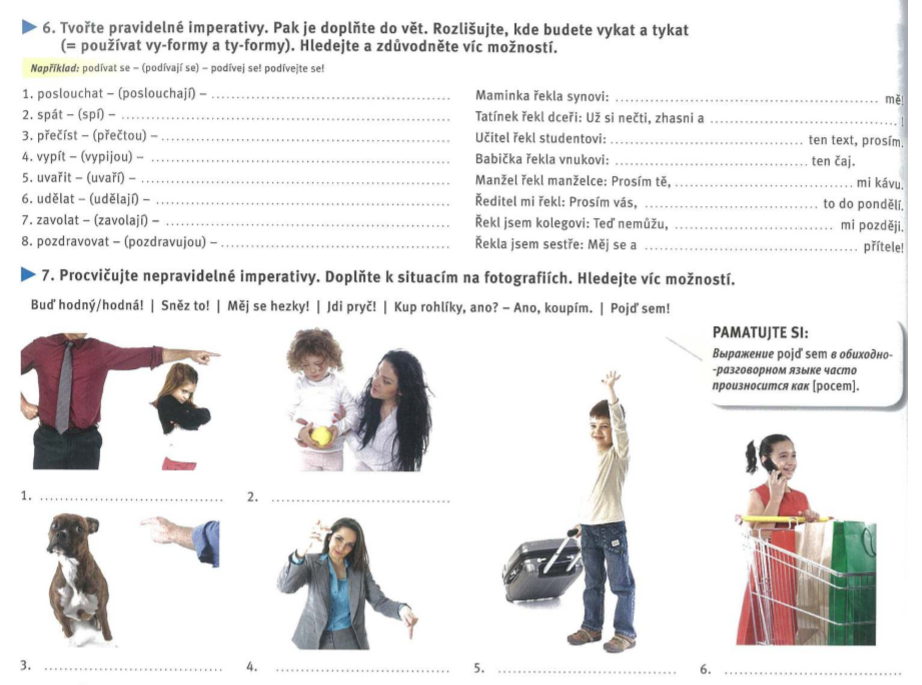 6. Tvořte pravidelné imperativy. Pak je doplňte do vět. Rozlišujte, kde budete vykat a tykat
(= používat vy-formy a ty-formy). Hledejte a zdůvodněte víc možností.
Například: podívat se – (podívají se) – podívej se! podívejte se!
1. poslouchat – (poslouchají) – ........................................
2. spát – (spí) – ........................................
3. přečíst – (přečtou) – ........................................
4. vypít – (vypijou) – ........................................
5. uvařit – (uvaří) – ........................................
6. udělat – (udělají) – ........................................
7. zavolat – (zavolají) – ........................................
8. pozdravovat – (pozdravujou) – ........................................
Maminka řekla synovi: ........................................ mě!
Tatínek řekl dceři: Už si nečti, zhasni a ........................................ !
Učitel řekl studentovi: ........................................ ten text, prosím.
Babička řekla vnukovi: ........................................ ten čaj.
Manžel řekl manželce: Prosím tě, ........................................ mi kávu.
Ředitel mi řekl: Prosím vás, ........................................ to do pondělí.
Řekl jsem kolegovi: Teď nemůžu, ........................................ mi později.
Řekla jsem sestře: Měj se a ........................................ přítele!
7. Procvičujte nepravidelné imperativy. Doplňte k situacím na fotografiích. Hledejte víc možností.
Buď hodný/hodná! | Sněz to! | Měj se hezky! | Jdi pryč! | Kup rohlíky, ano? – Ano, koupím. | Pojď sem!
PAMATUJTE SI:
Выражение pojď sem в обиходно-
-разговорном языке часто
произносится как [pocem].
1. ........................................
2. ........................................
3. ........................................
4. ........................................
5. ........................................
6. ........................................